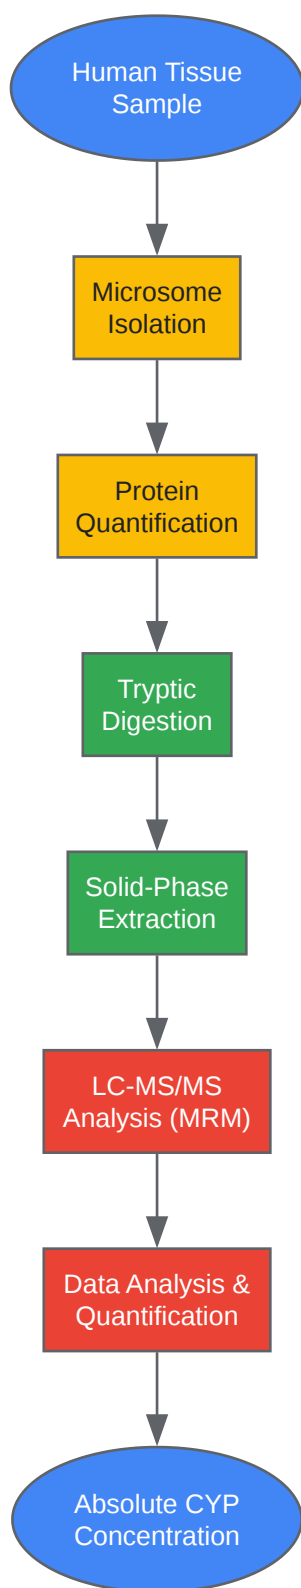 Human Tissue
Sample
Microsome
Isolation
Protein
Quantification
Tryptic
Digestion
Solid-Phase
Extraction
LC-MS/MS
Analysis (MRM)
Data Analysis &
Quantification
Absolute CYP
Concentration